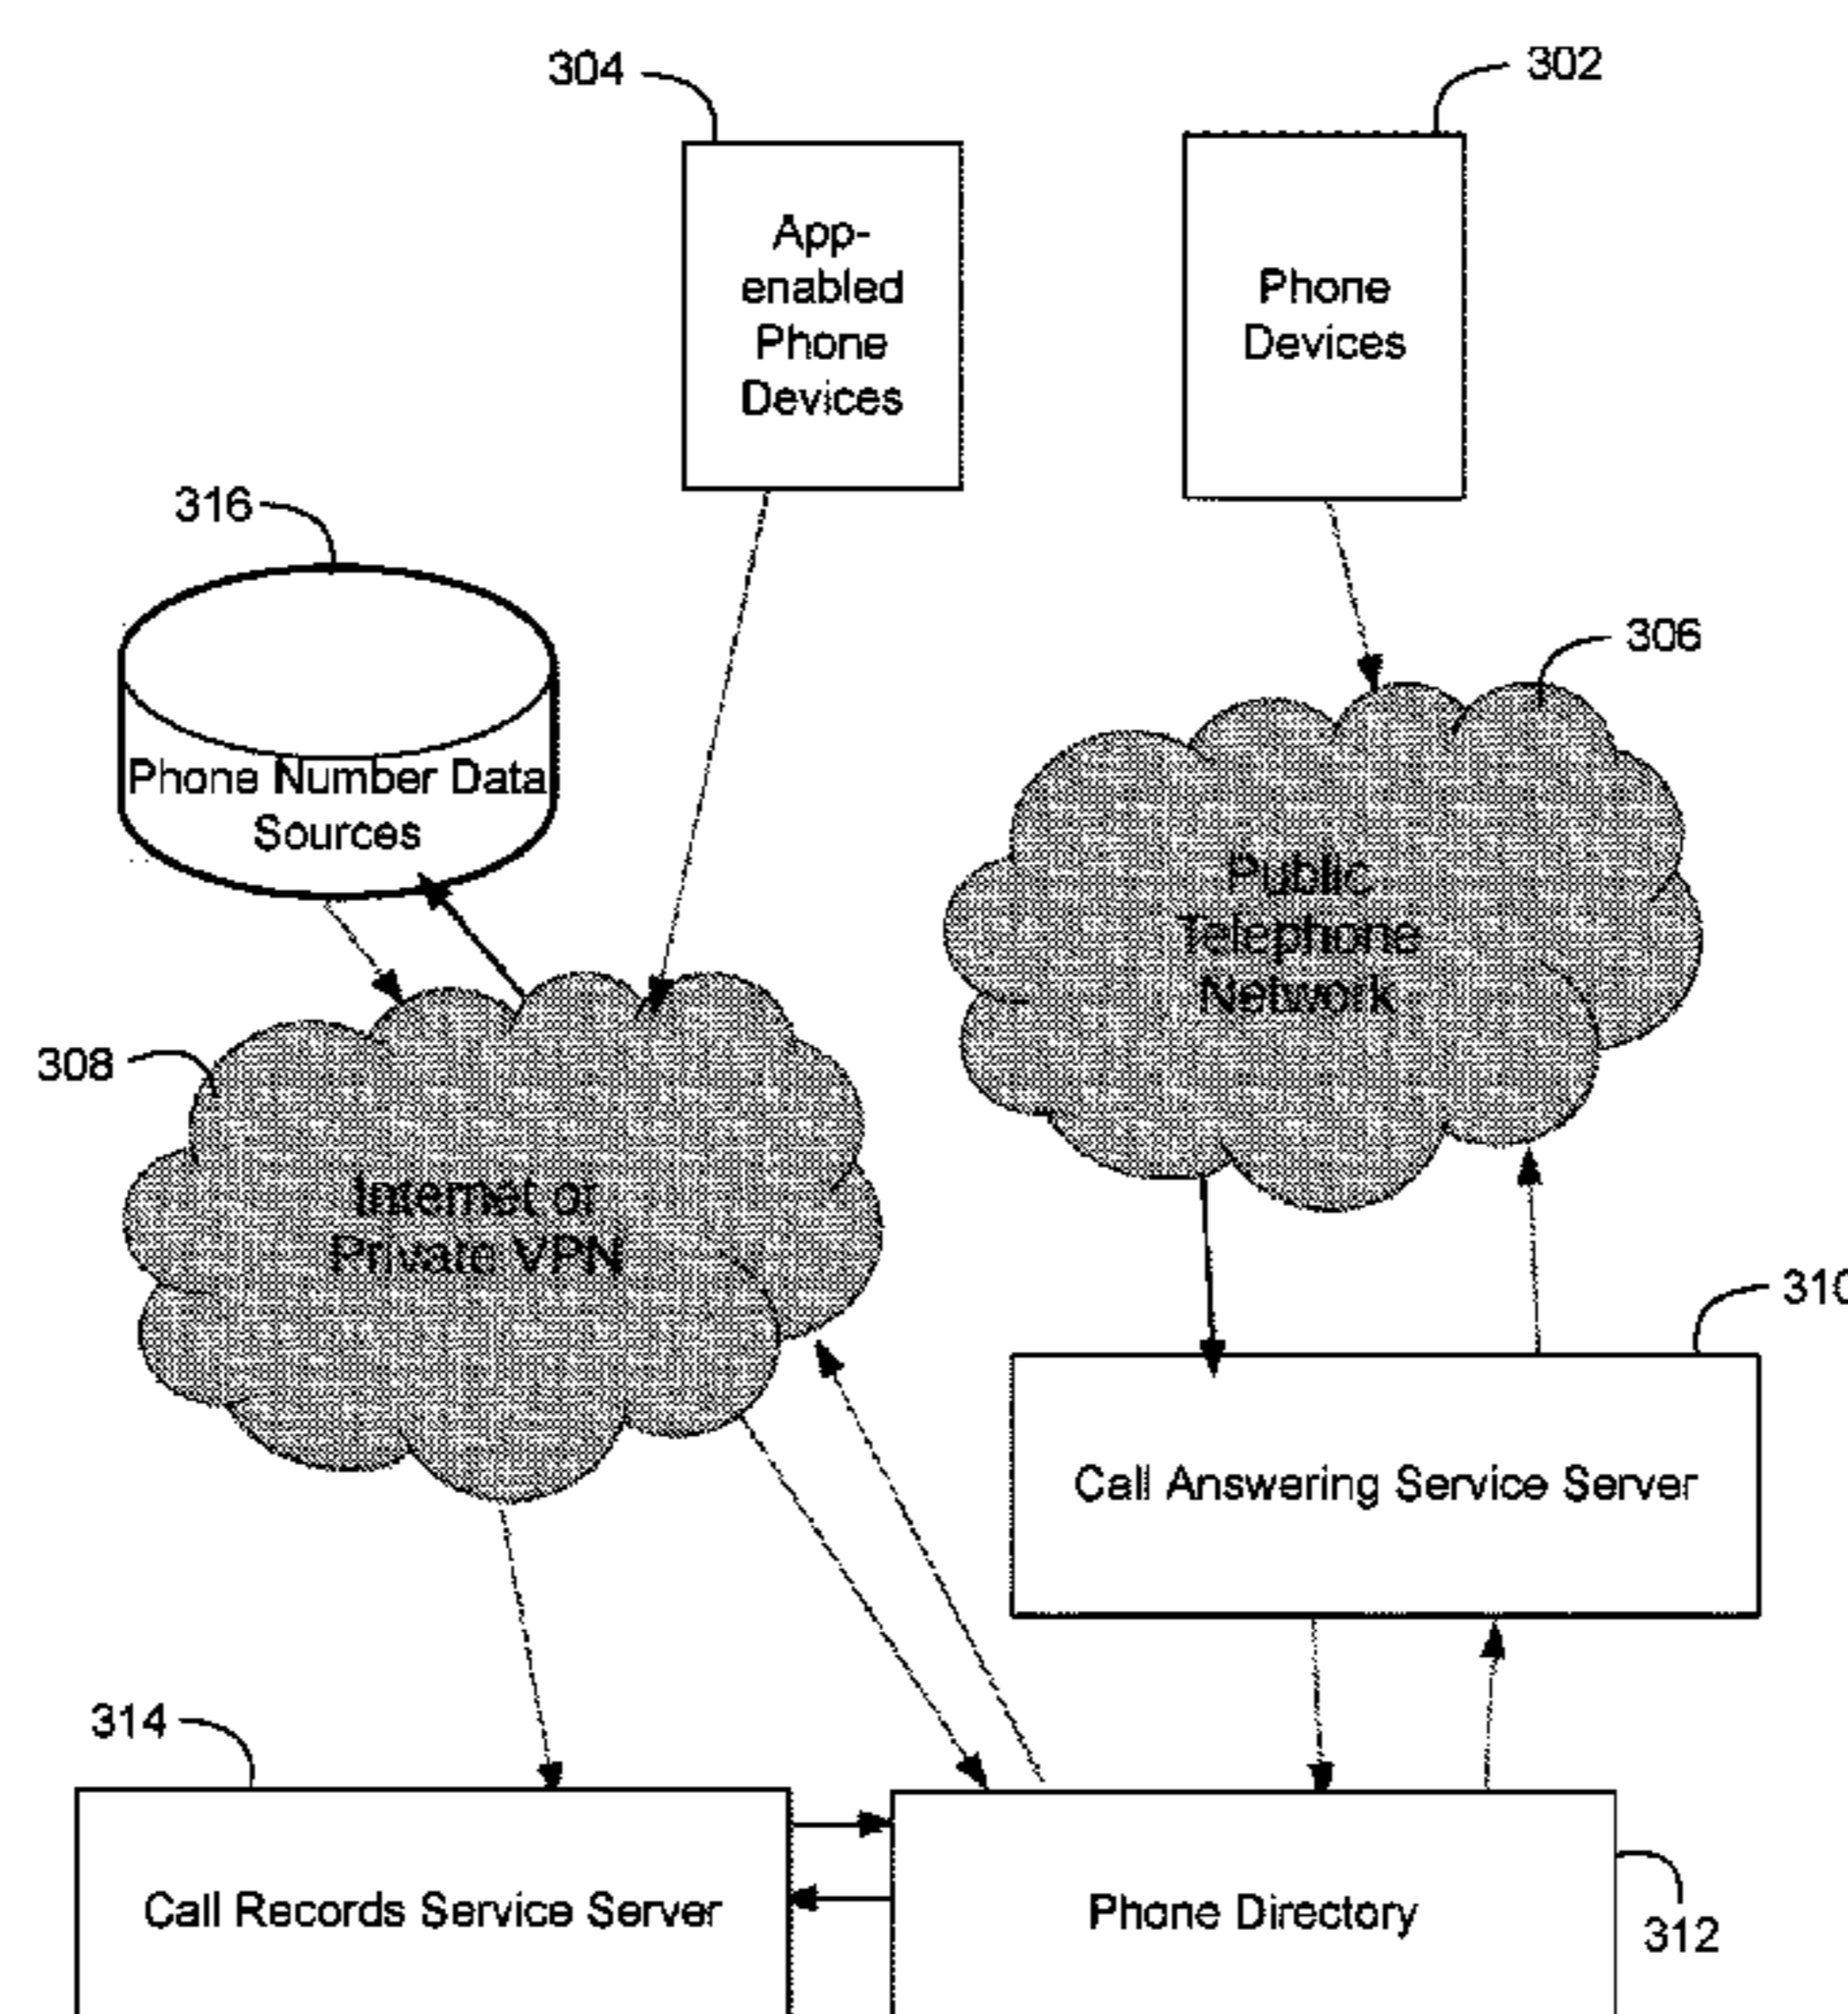 304
302
App-
enabled
Phone
Devices
Phone
Devices
316
306
Phone Number Data
Sources
Public
Telephone
Network
308
Internet or
Private VPN
310
Call Answering Service Server
314
Call Records Service Server
Phone Directory
312